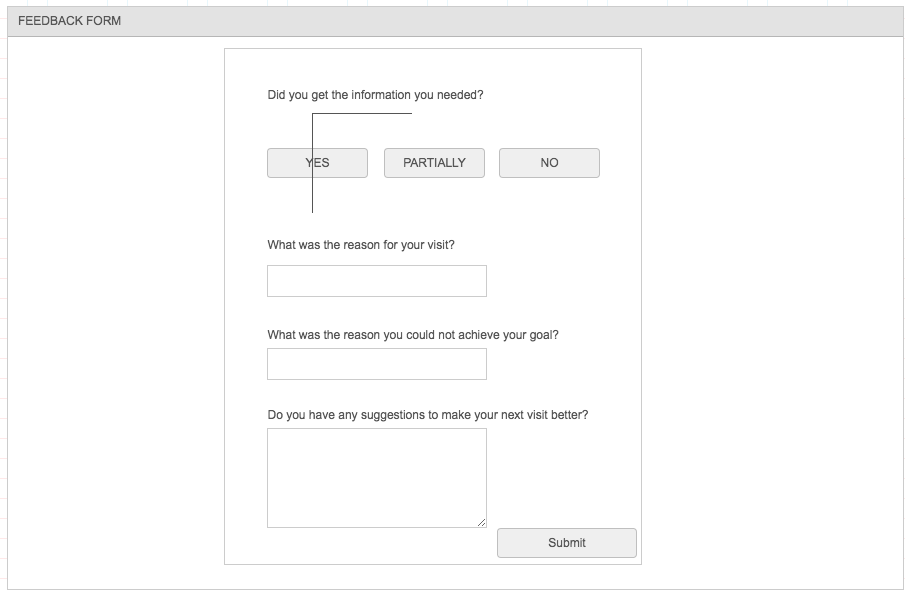 FEEDBACK FORM
Did you get the information you needed?
YES PARTIALLY NO
What was the reason for your visit?
What was the reason you could not achieve your goal?
Do you have any suggestions to make your next visit better?
Submit